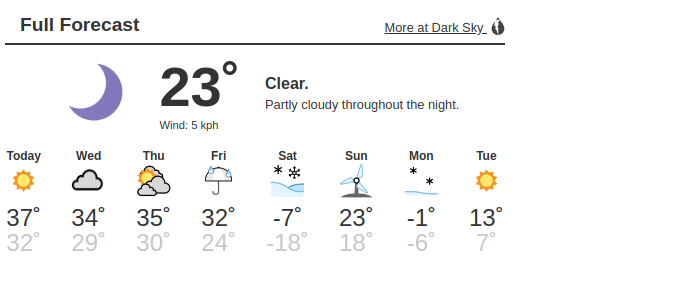 Full Forecast
More at Dark Sky
23°
Clear.
Partly cloudy throughout the night.
Wind: 5 kph
Today Wed Thu Fri Sat Sun Mon Tue
37° 34° 35° 32° -7° 23° -1° 13°
32° 29° 30° 24° -18° 18° -6° 7°